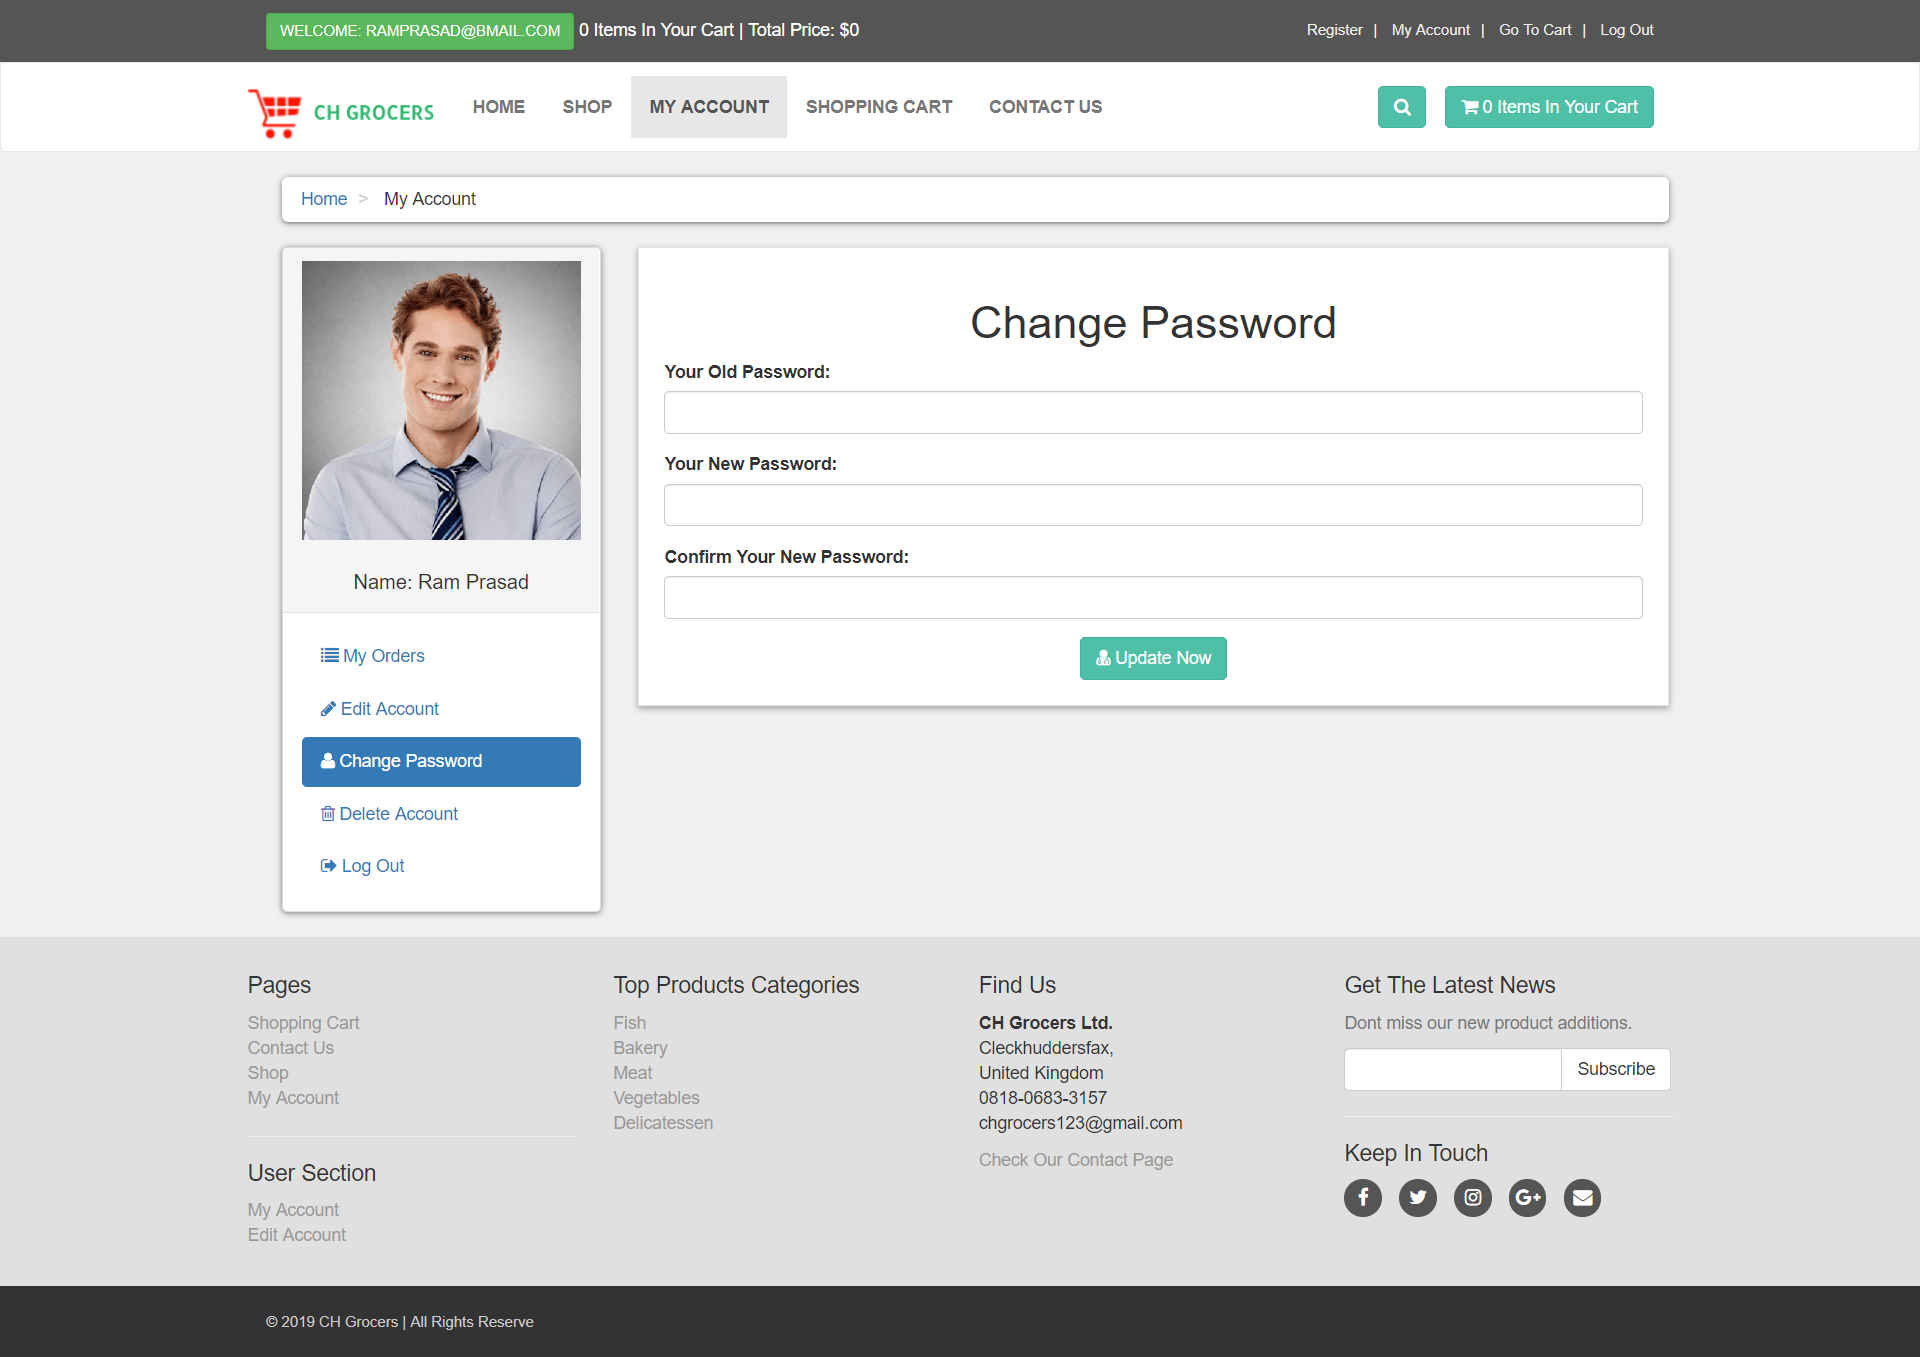 WELCOME: RAMPRASAD@BMAIL.COM 0 Items In Your Cart | Total Price: $0
Register | My Account | Go To Cart | Log Out
CH GROCERS HOME SHOP MY ACCOUNT SHOPPING CART CONTACT US
0 Items In Your Cart
Home > My Account
Name: Ram Prasad
My Orders
Edit Account
Change Password
Delete Account
Log Out
Change Password
Your Old Password:
Your New Password:
Confirm Your New Password:
Update Now
Pages
Shopping Cart
Contact Us
Shop
My Account
User Section
My Account
Edit Account
Top Products Categories
Fish
Bakery
Meat
Vegetables
Delicatessen
Find Us
CH Grocers Ltd.
Cleckhuddersfax,
United Kingdom
0818-0683-3157
chgrocers123@gmail.com
Check Our Contact Page
Get The Latest News
Dont miss our new product additions.
Subscribe
Keep In Touch
© 2019 CH Grocers | All Rights Reserve